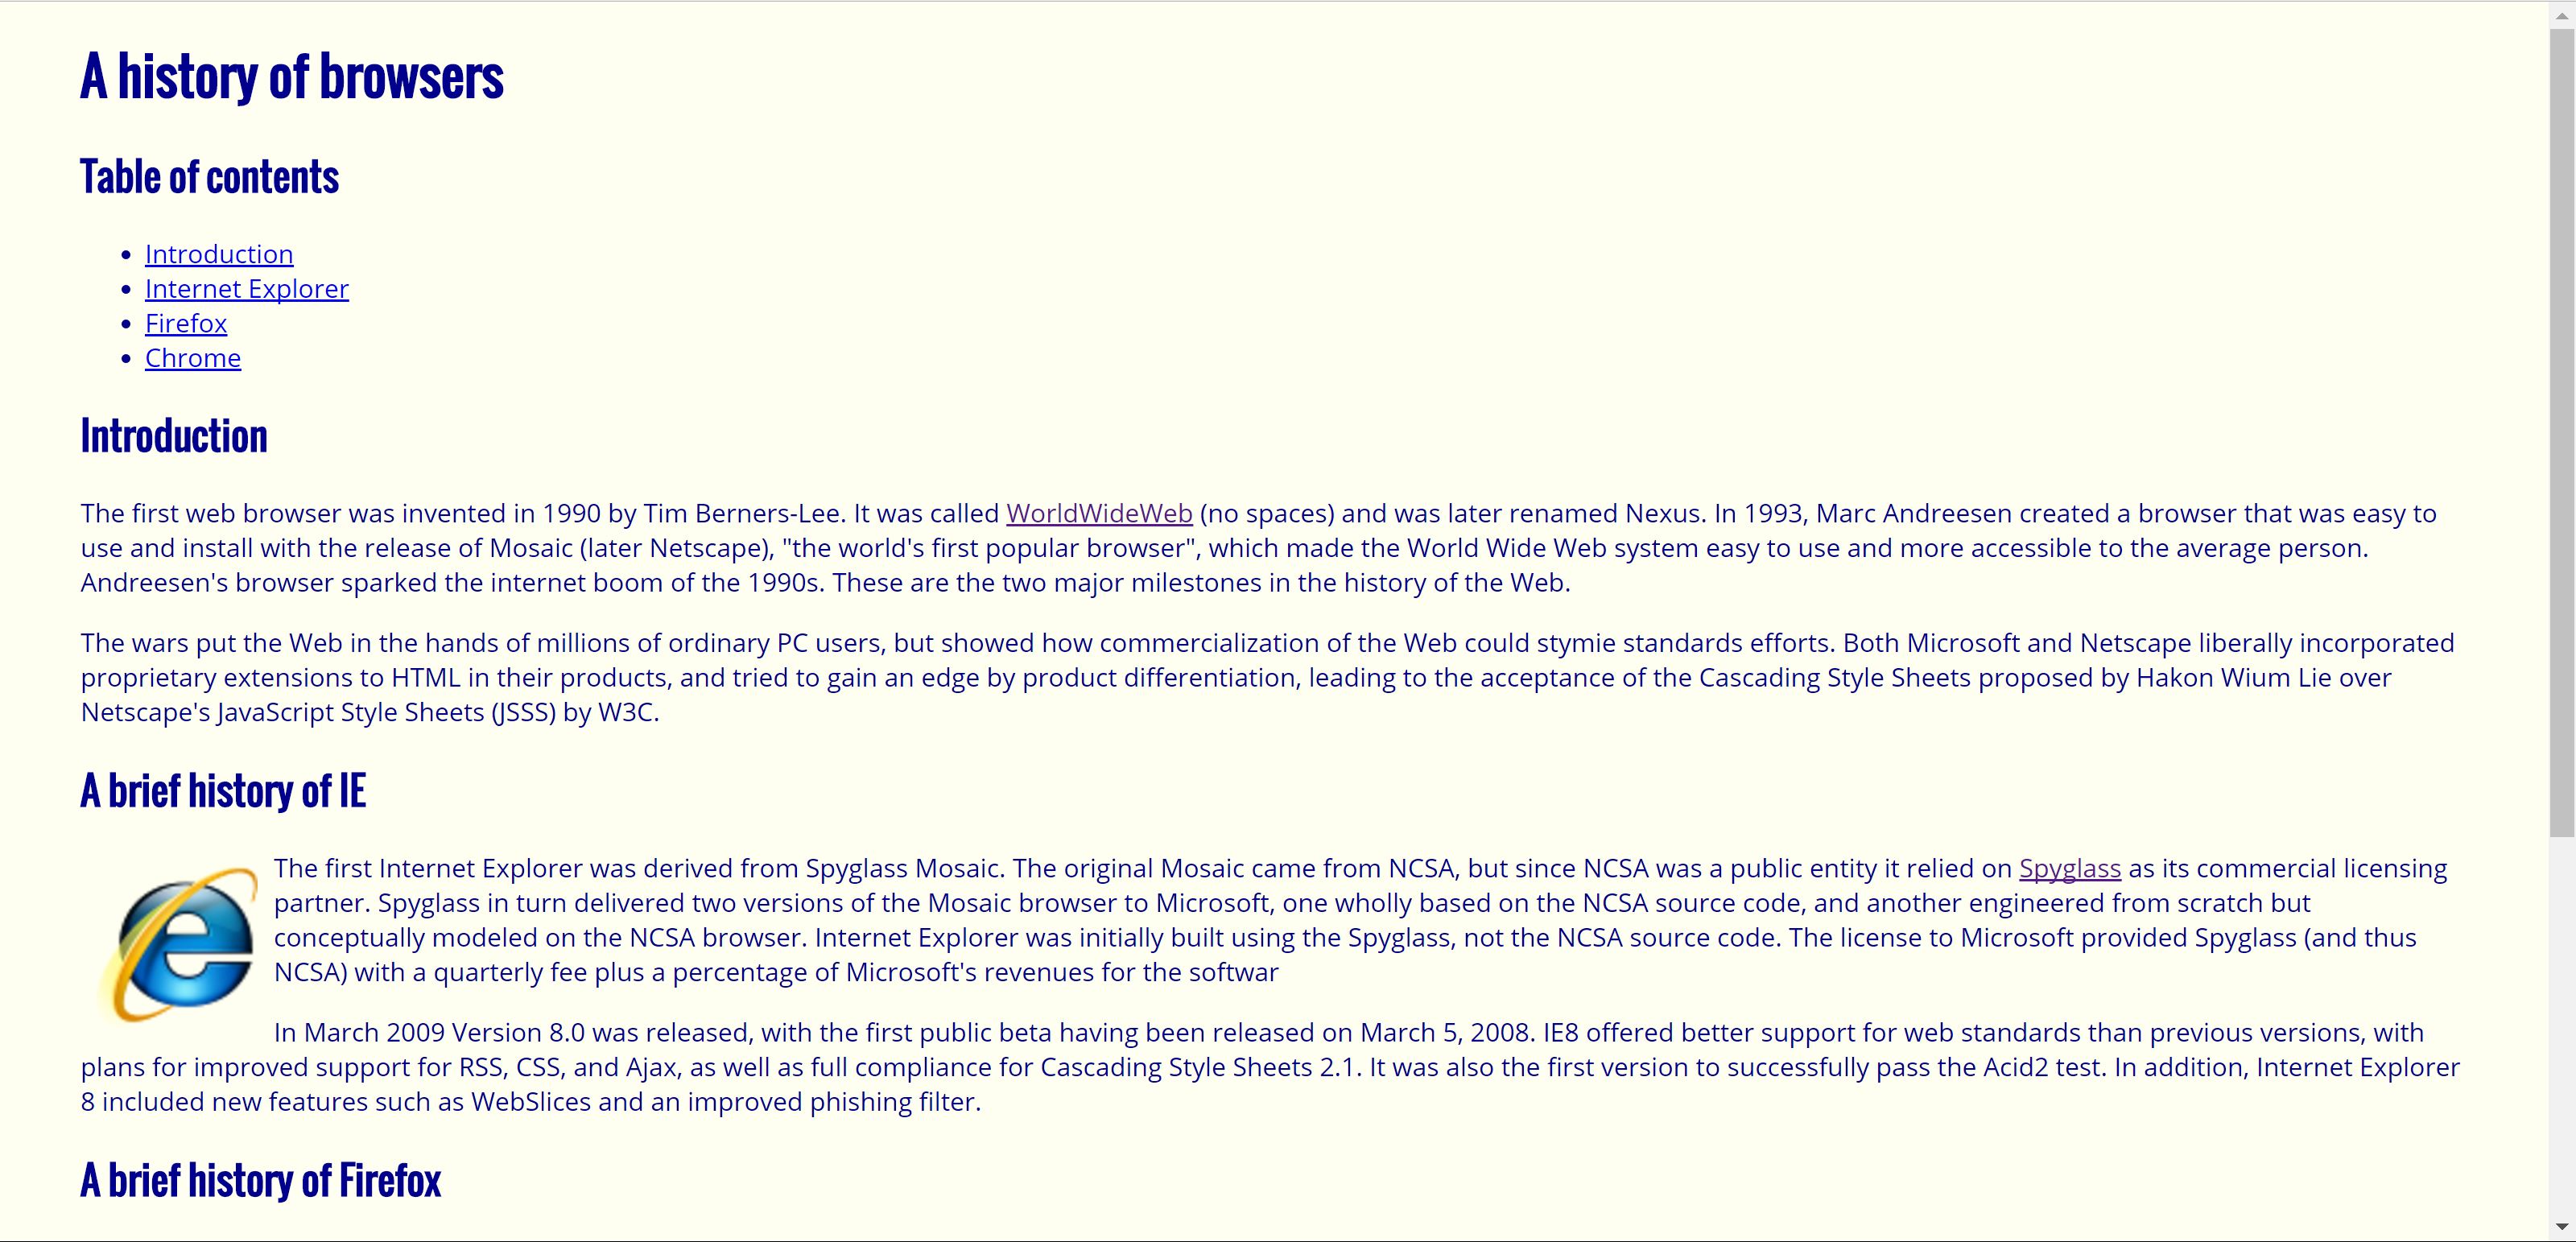 A history of browsers
Table of contents
Introduction
Internet Explorer
Firefox
Chrome
Introduction
The first web browser was invented in 1990 by Tim Berners-Lee. It was called WorldWideWeb (no spaces) and was later renamed Nexus. In 1993, Marc Andreesen created a browser that was easy to
use and install with the release of Mosaic (later Netscape), "the world's first popular browser", which made the World Wide Web system easy to use and more accessible to the average person.
Andreesen's browser sparked the internet boom of the 1990s. These are the two major milestones in the history of the Web.
The wars put the Web in the hands of millions of ordinary PC users, but showed how commercialization of the Web could stymie standards efforts. Both Microsoft and Netscape liberally incorporated
proprietary extensions to HTML in their products, and tried to gain an edge by product differentiation, leading to the acceptance of the Cascading Style Sheets proposed by Hakon Wium Lie over
Netscape's JavaScript Style Sheets (JSSS) by W3C.
A brief history of IE
The first Internet Explorer was derived from Spyglass Mosaic. The original Mosaic came from NCSA, but since NCSA was a public entity it relied on Spyglass as its commercial licensing
partner. Spyglass in turn delivered two versions of the Mosaic browser to Microsoft, one wholly based on the NCSA source code, and another engineered from scratch but
conceptually modeled on the NCSA browser. Internet Explorer was initially built using the Spyglass, not the NCSA source code. The license to Microsoft provided Spyglass (and thus
NCSA) with a quarterly fee plus a percentage of Microsoft's revenues for the softwar
In March 2009 Version 8.0 was released, with the first public beta having been released on March 5, 2008. IE8 offered better support for web standards than previous versions, with
plans for improved support for RSS, CSS, and Ajax, as well as full compliance for Cascading Style Sheets 2.1. It was also the first version to successfully pass the Acid2 test. In addition, Internet Explorer
8 included new features such as WebSlices and an improved phishing filter.
A brief history of Firefox